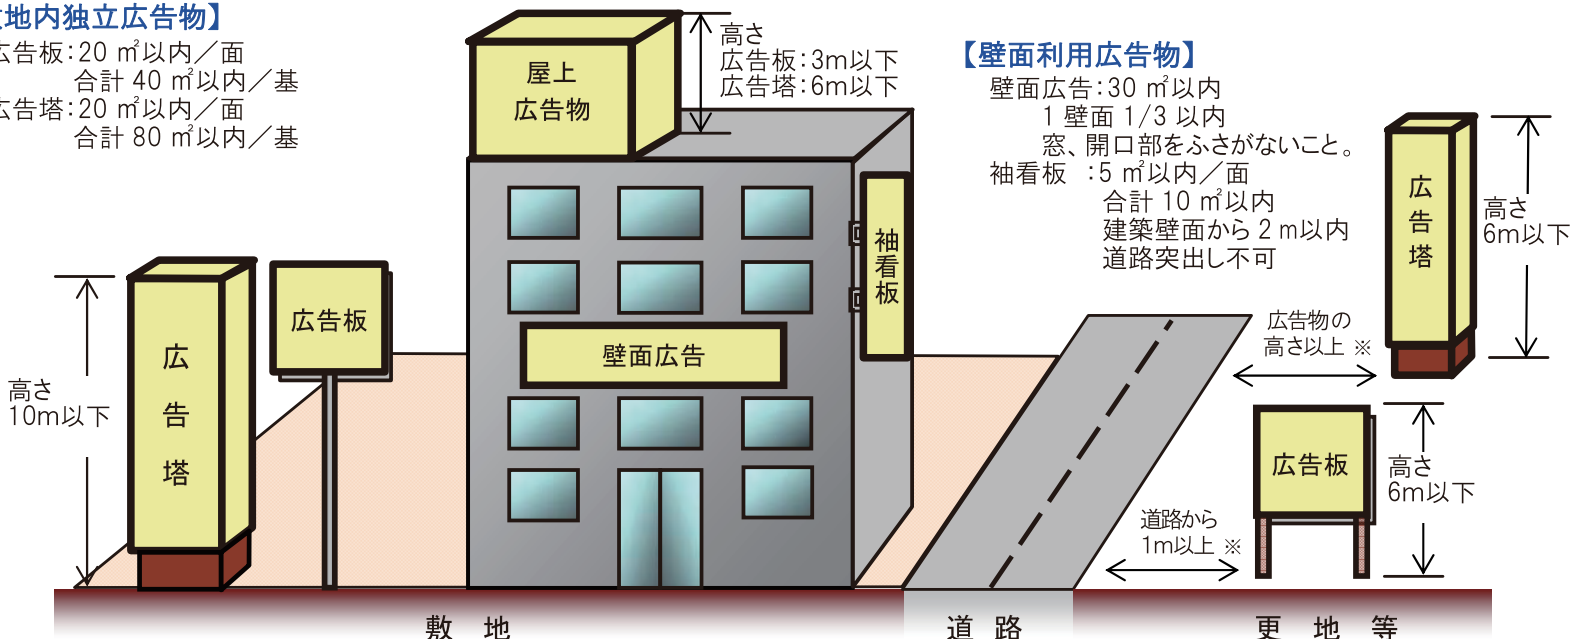 地内独立広告物】
広告板：20 ㎡以内／面
合計 40 ㎡以内／基
広告塔：20 ㎡以内／面
合計 80 ㎡以内／基
高さ
広告板：3m以下
広告塔：6m以下
屋上
広告物
【壁面利用広告物】
壁面広告：30 ㎡以内
1 壁面 1/3 以内
窓、開口部をふさがないこと。
袖看板 ：5 ㎡以内／面
合計 10 ㎡以内
建築壁面から 2 m以内
道路突出し不可
袖看板
壁面広告
広告塔
高さ
10m以下
広告板
広告塔
高さ
6m以下
広告物の
高さ以上 ※
広告板
高さ
6m以下
道路から
1m以上 ※
敷 地
道 路
更 地 等